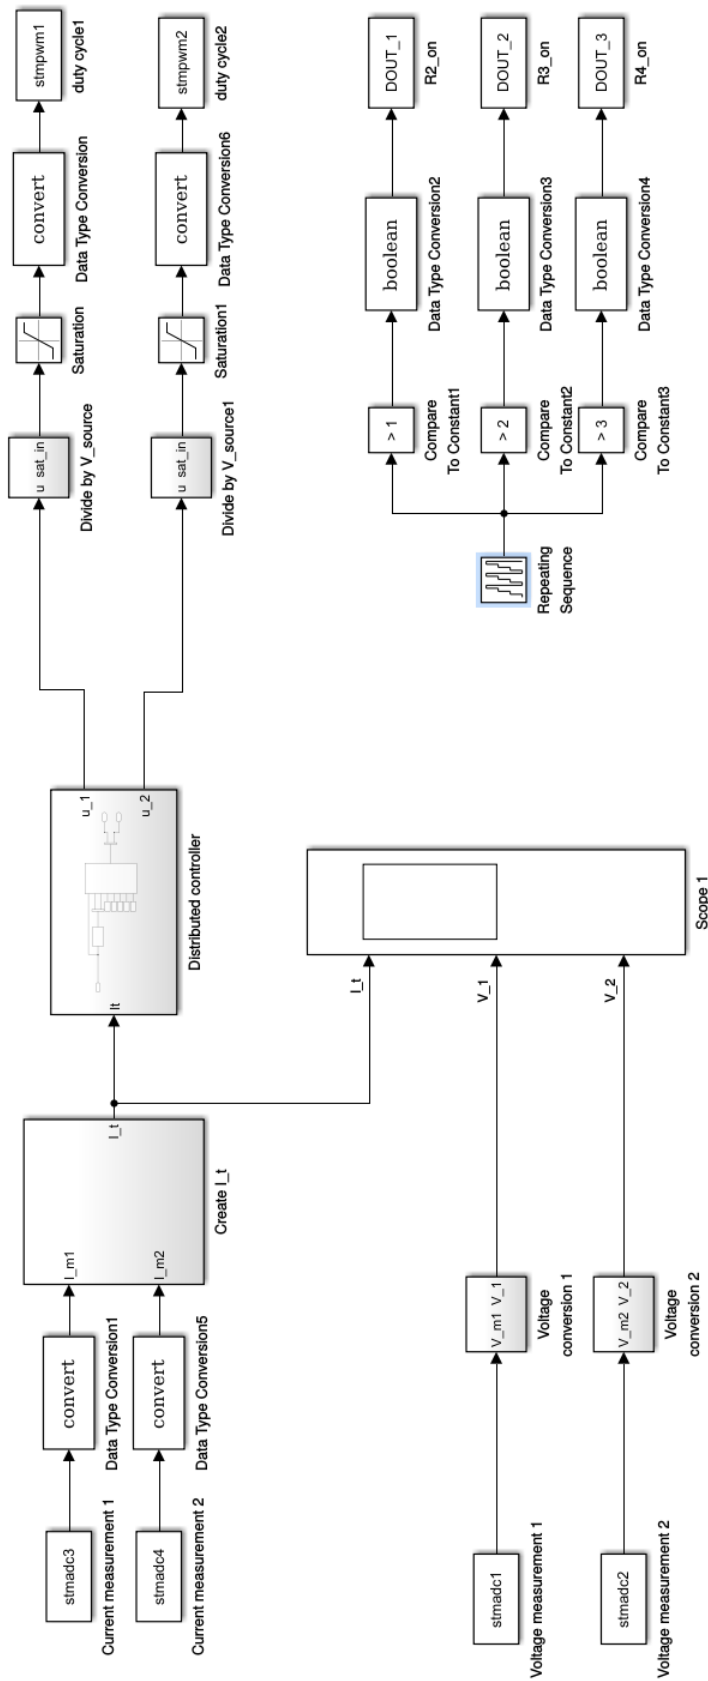 stmadc3
Current measurement 1
convert
Data Type Conversion1
stmadc4
Current measurement 2
convert
Data Type Conversion5
I_m1
I_m2
I_t
Create I_t
It
u_1
u_2
Distributed controller
u sat_in
Divide by V_source
Saturation
convert
Data Type Conversion
stmpwm1
duty cycle1
u sat_in
Divide by V_source1
Saturation1
convert
Data Type Conversion6
stmpwm2
duty cycle2
stmadc1
Voltage measurement 1
V_m1 V_1
Voltage
conversion 1
stmadc2
Voltage measurement 2
V_m2 V_2
Voltage
conversion 2
I_t
V_1
V_2
Scope 1
Repeating
Sequence
> 1
Compare
To Constant1
boolean
Data Type Conversion2
DOUT_1
R2_on
> 2
Compare
To Constant2
boolean
Data Type Conversion3
DOUT_2
R3_on
> 3
Compare
To Constant3
boolean
Data Type Conversion4
DOUT_3
R4_on